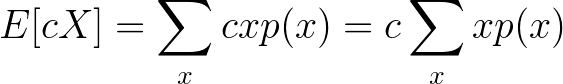 E[cX] = ∑_x cxp(x) = c ∑_x xp(x)